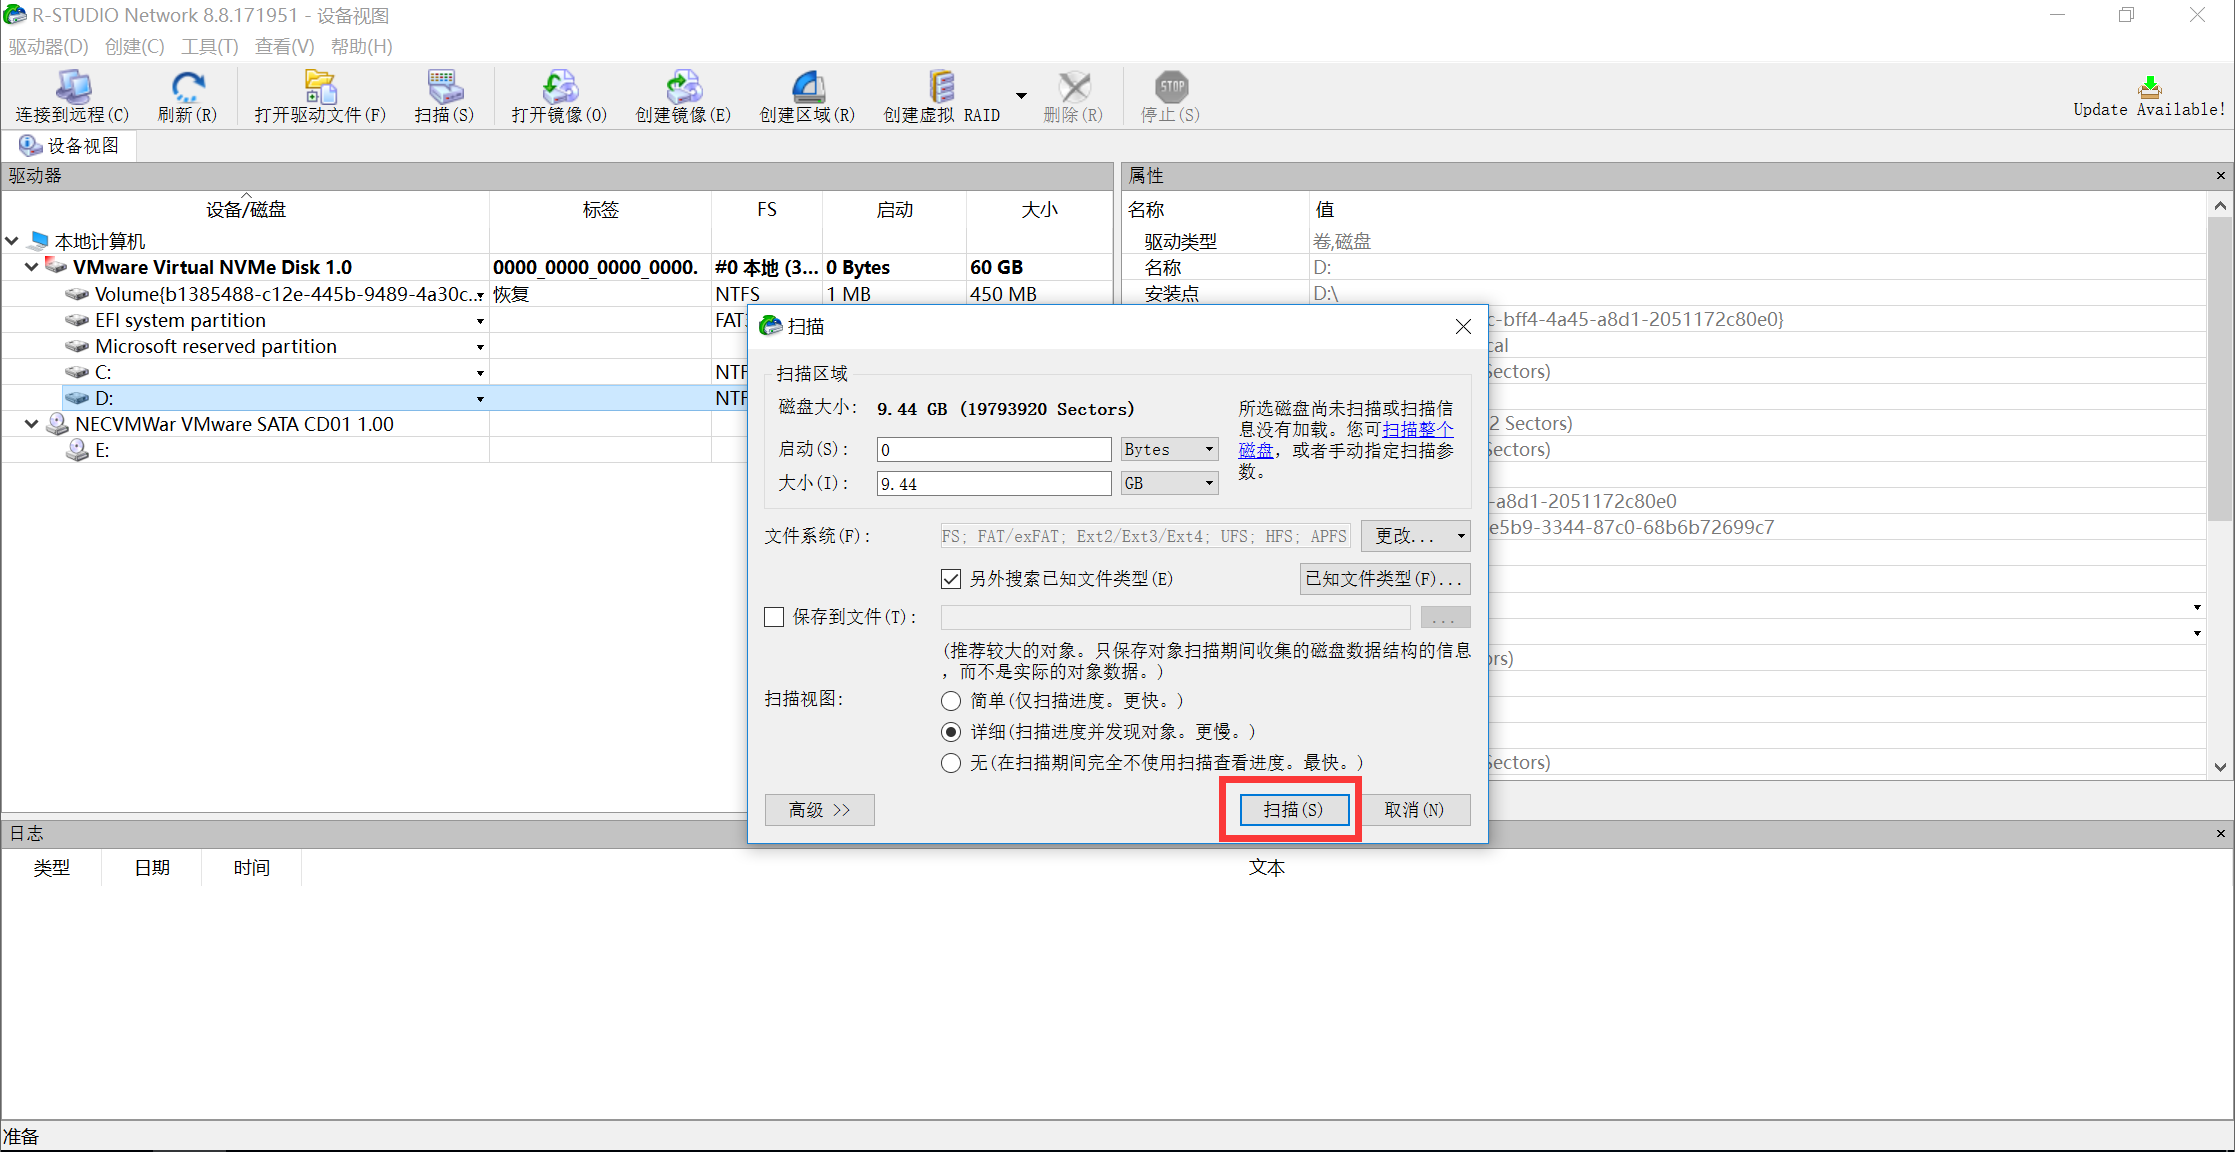 R-STUDIO Network 8.8.171951 - 设备视图
驱动器(D) 创建(C) 工具(T) 查看(V) 帮助(H)
连接到远程(C) 刷新(R) 打开驱动文件(F) 扫描(S) 打开镜像(O) 创建镜像(E) 创建区域(R) 创建虚拟 RAID 删除(R) 停止(S) Update Available!
STOP
设备视图
驱动器
设备/磁盘 标签 FS 启动 大小
本地计算机
VMware Virtual NVMe Disk 1.0 0000_0000_0000_0000. #0 本地 (3... 0 Bytes 60 GB
Volume{b1385488-c12e-445b-9489-4a30c... 恢复 NTFS 1 MB 450 MB
EFI system partition
Microsoft reserved partition
C:
D:
NECVMWar VMware SATA CD01 1.00
E:
属性
名称 值
驱动类型 卷,磁盘
名称 D:
安装点 D:\
c-bff4-4a45-a8d1-2051172c80e0}
cal
Sectors)
2 Sectors)
Sectors)
-a8d1-2051172c80e0
e5b9-3344-87c0-68b6b72699c7
ors)
Sectors)
扫描
扫描区域
磁盘大小: 9.44 GB (19793920 Sectors)
启动(S): 0 Bytes
大小(I): 9.44 GB
所选磁盘尚未扫描或扫描信
息没有加载。您可扫描整个
磁盘，或者手动指定扫描参
数。
文件系统(F): FS; FAT/exFAT; Ext2/Ext3/Ext4; UFS; HFS; APFS 更改...
另外搜索已知文件类型(E) 已知文件类型(F)...
保存到文件(T): ...
(推荐较大的对象。只保存对象扫描期间收集的磁盘数据结构的信息
，而不是实际的对象数据。)
扫描视图:
简单(仅扫描进度。更快。)
详细(扫描进度并发现对象。更慢。)
无(在扫描期间完全不使用扫描查看进度。最快。)
高级 >> 扫描(S) 取消(N)
日志
类型 日期 时间 文本
准备